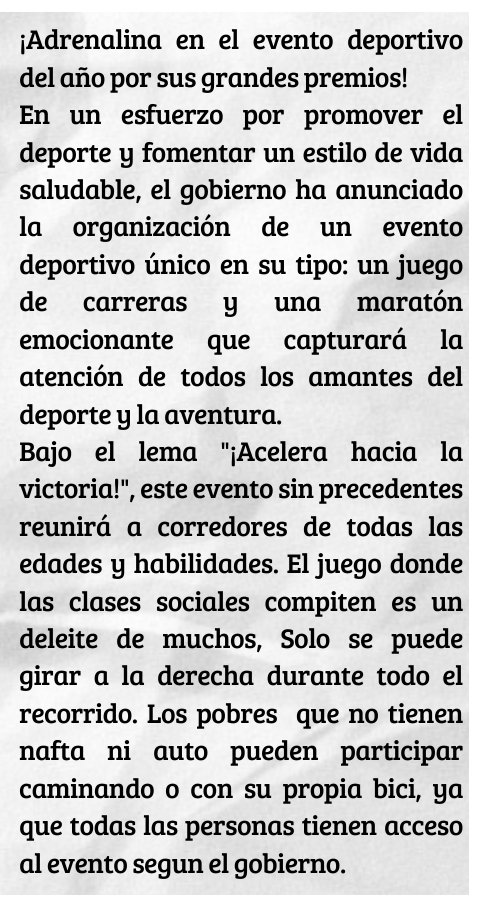 ¡Adrenalina en el evento deportivo
del año por sus grandes premios!
En un esfuerzo por promover el
deporte y fomentar un estilo de vida
saludable, el gobierno ha anunciado
la organización de un evento
deportivo único en su tipo: un juego
de carreras y una maratón
emocionante que capturará la
atención de todos los amantes del
deporte y la aventura.
Bajo el lema "¡Acelera hacia la
victoria!", este evento sin precedentes
reunirá a corredores de todas las
edades y habilidades. El juego donde
las clases sociales compiten es un
deleite de muchos, Solo se puede
girar a la derecha durante todo el
recorrido. Los pobres  que no tienen
nafta ni auto pueden participar
caminando o con su propia bici, ya
que todas las personas tienen acceso
al evento segun el gobierno.